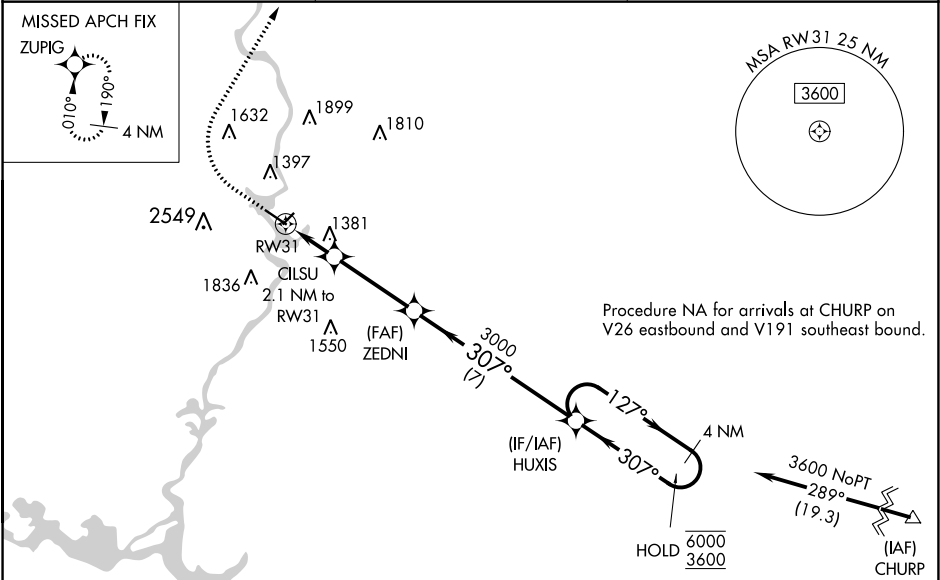 MISSED APCH FIX
ZUPIG
010°
190°
4 NM
MSA RW31 25 NM
3600
1632
1899
1810
1397
2549
1381
RW31
1836
CILSU
2.1 NM to
RW31
1550
(FAF)
ZEDNI
3000
307°
(7)
Procedure NA for arrivals at CHURP on
V26 eastbound and V191 southeast bound.
(IF/IAF)
HUXIS
127°
307°
4 NM
HOLD 6000
3600
3600 NoPT
289°
(19.3)
(IAF)
CHURP